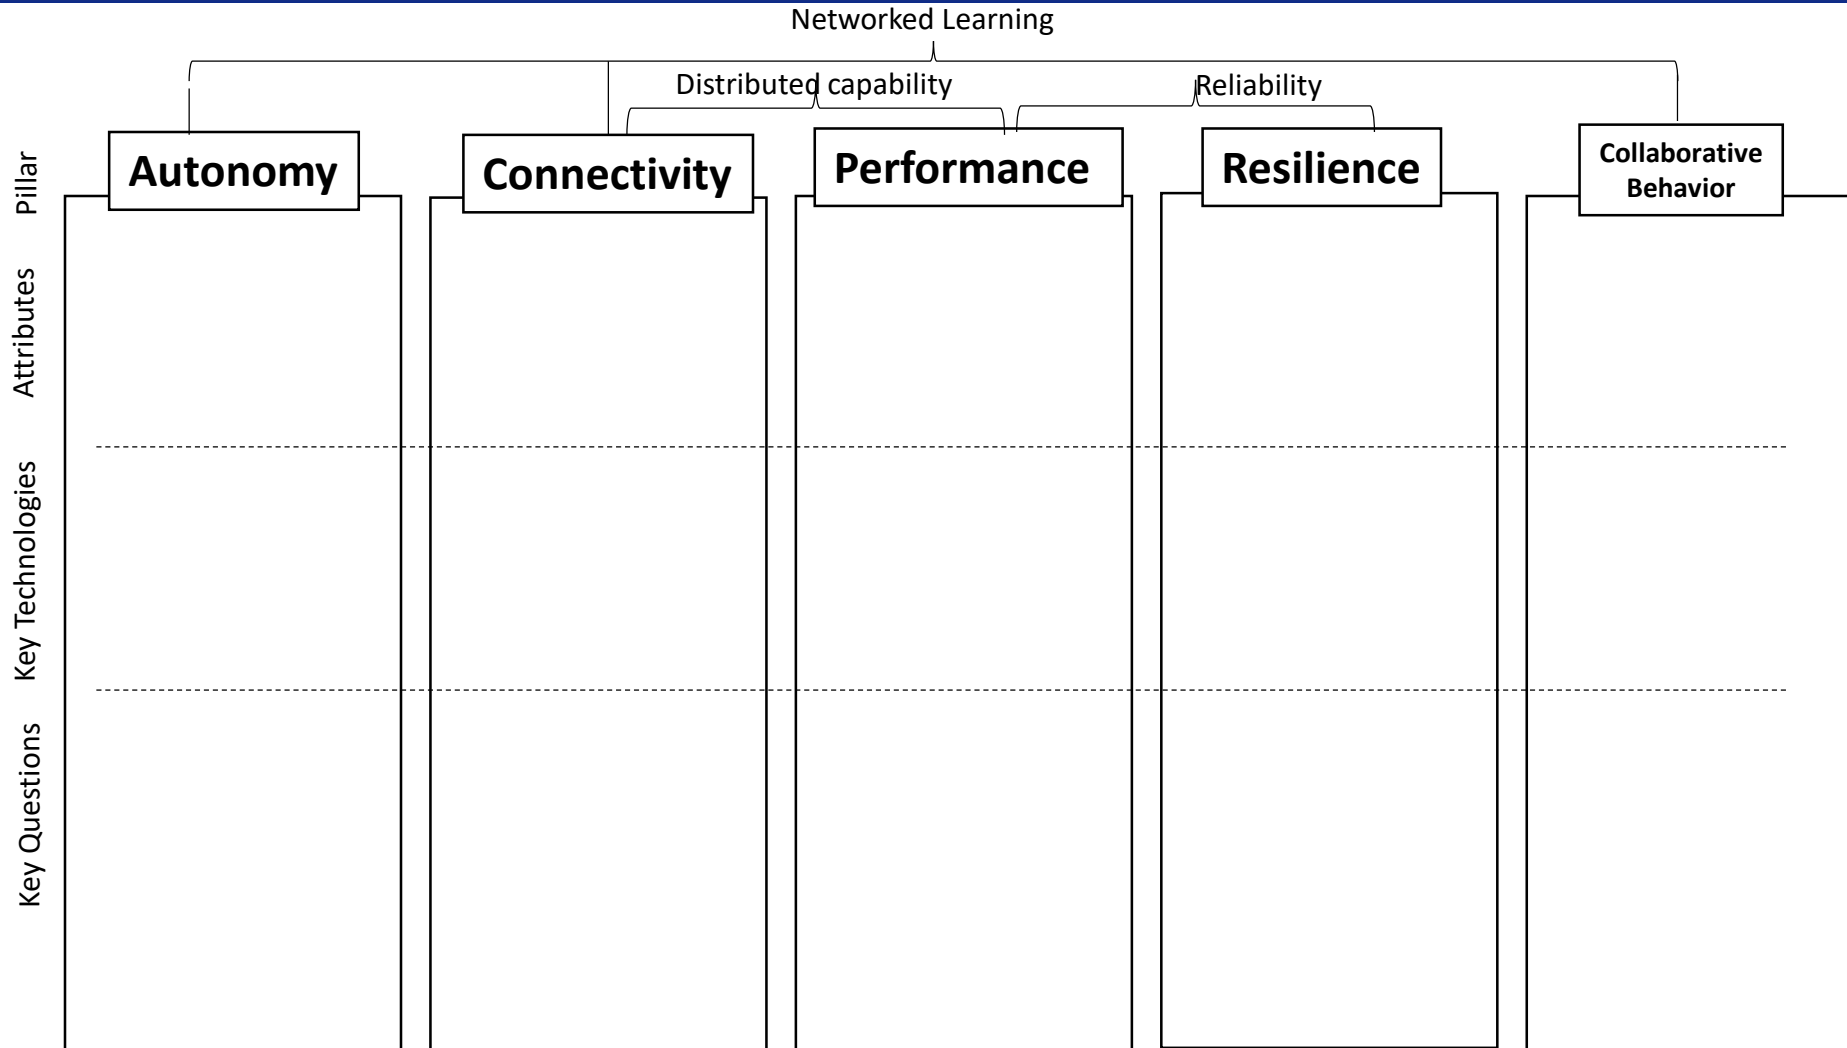 Networked Learning
Distributed capability
Reliability
Pillar
Autonomy
Connectivity
Performance
Resilience
Collaborative
Behavior
Attributes
Key Technologies
Key Questions